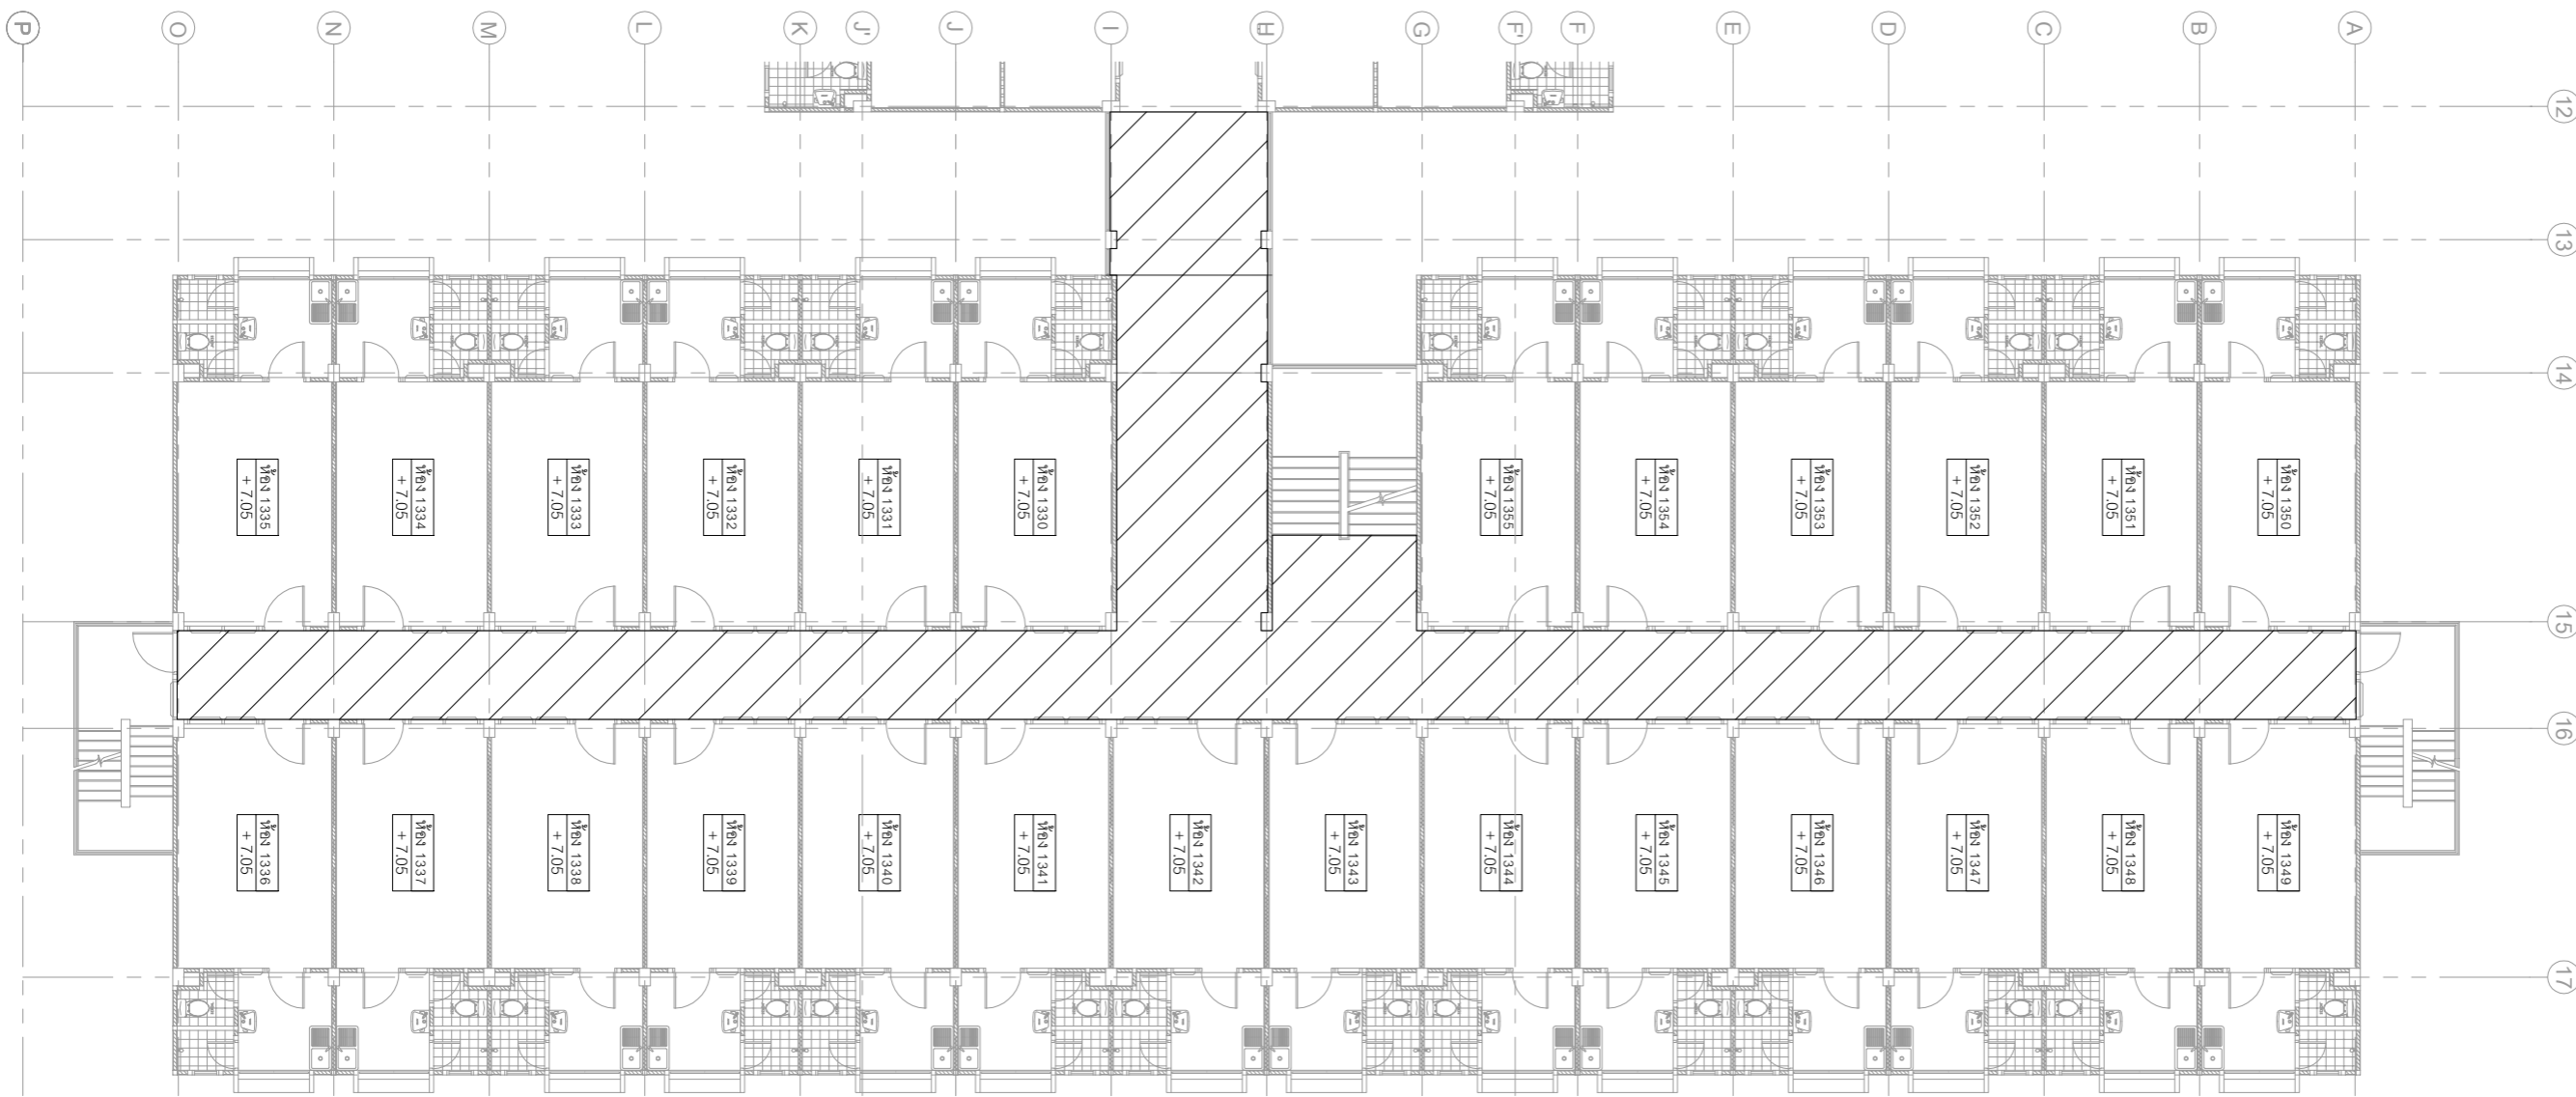 P
O
N
M
L
K
J'
J
I
H
G
F'
F
E
D
C
B
A
12
13
14
15
16
17
ห้อง 1335
+ 7.05
ห้อง 1334
+ 7.05
ห้อง 1333
+ 7.05
ห้อง 1332
+ 7.05
ห้อง 1331
+ 7.05
ห้อง 1330
+ 7.05
ห้อง 1355
+ 7.05
ห้อง 1354
+ 7.05
ห้อง 1353
+ 7.05
ห้อง 1352
+ 7.05
ห้อง 1351
+ 7.05
ห้อง 1350
+ 7.05
ห้อง 1336
+ 7.05
ห้อง 1337
+ 7.05
ห้อง 1338
+ 7.05
ห้อง 1339
+ 7.05
ห้อง 1340
+ 7.05
ห้อง 1341
+ 7.05
ห้อง 1342
+ 7.05
ห้อง 1343
+ 7.05
ห้อง 1344
+ 7.05
ห้อง 1345
+ 7.05
ห้อง 1346
+ 7.05
ห้อง 1347
+ 7.05
ห้อง 1348
+ 7.05
ห้อง 1349
+ 7.05